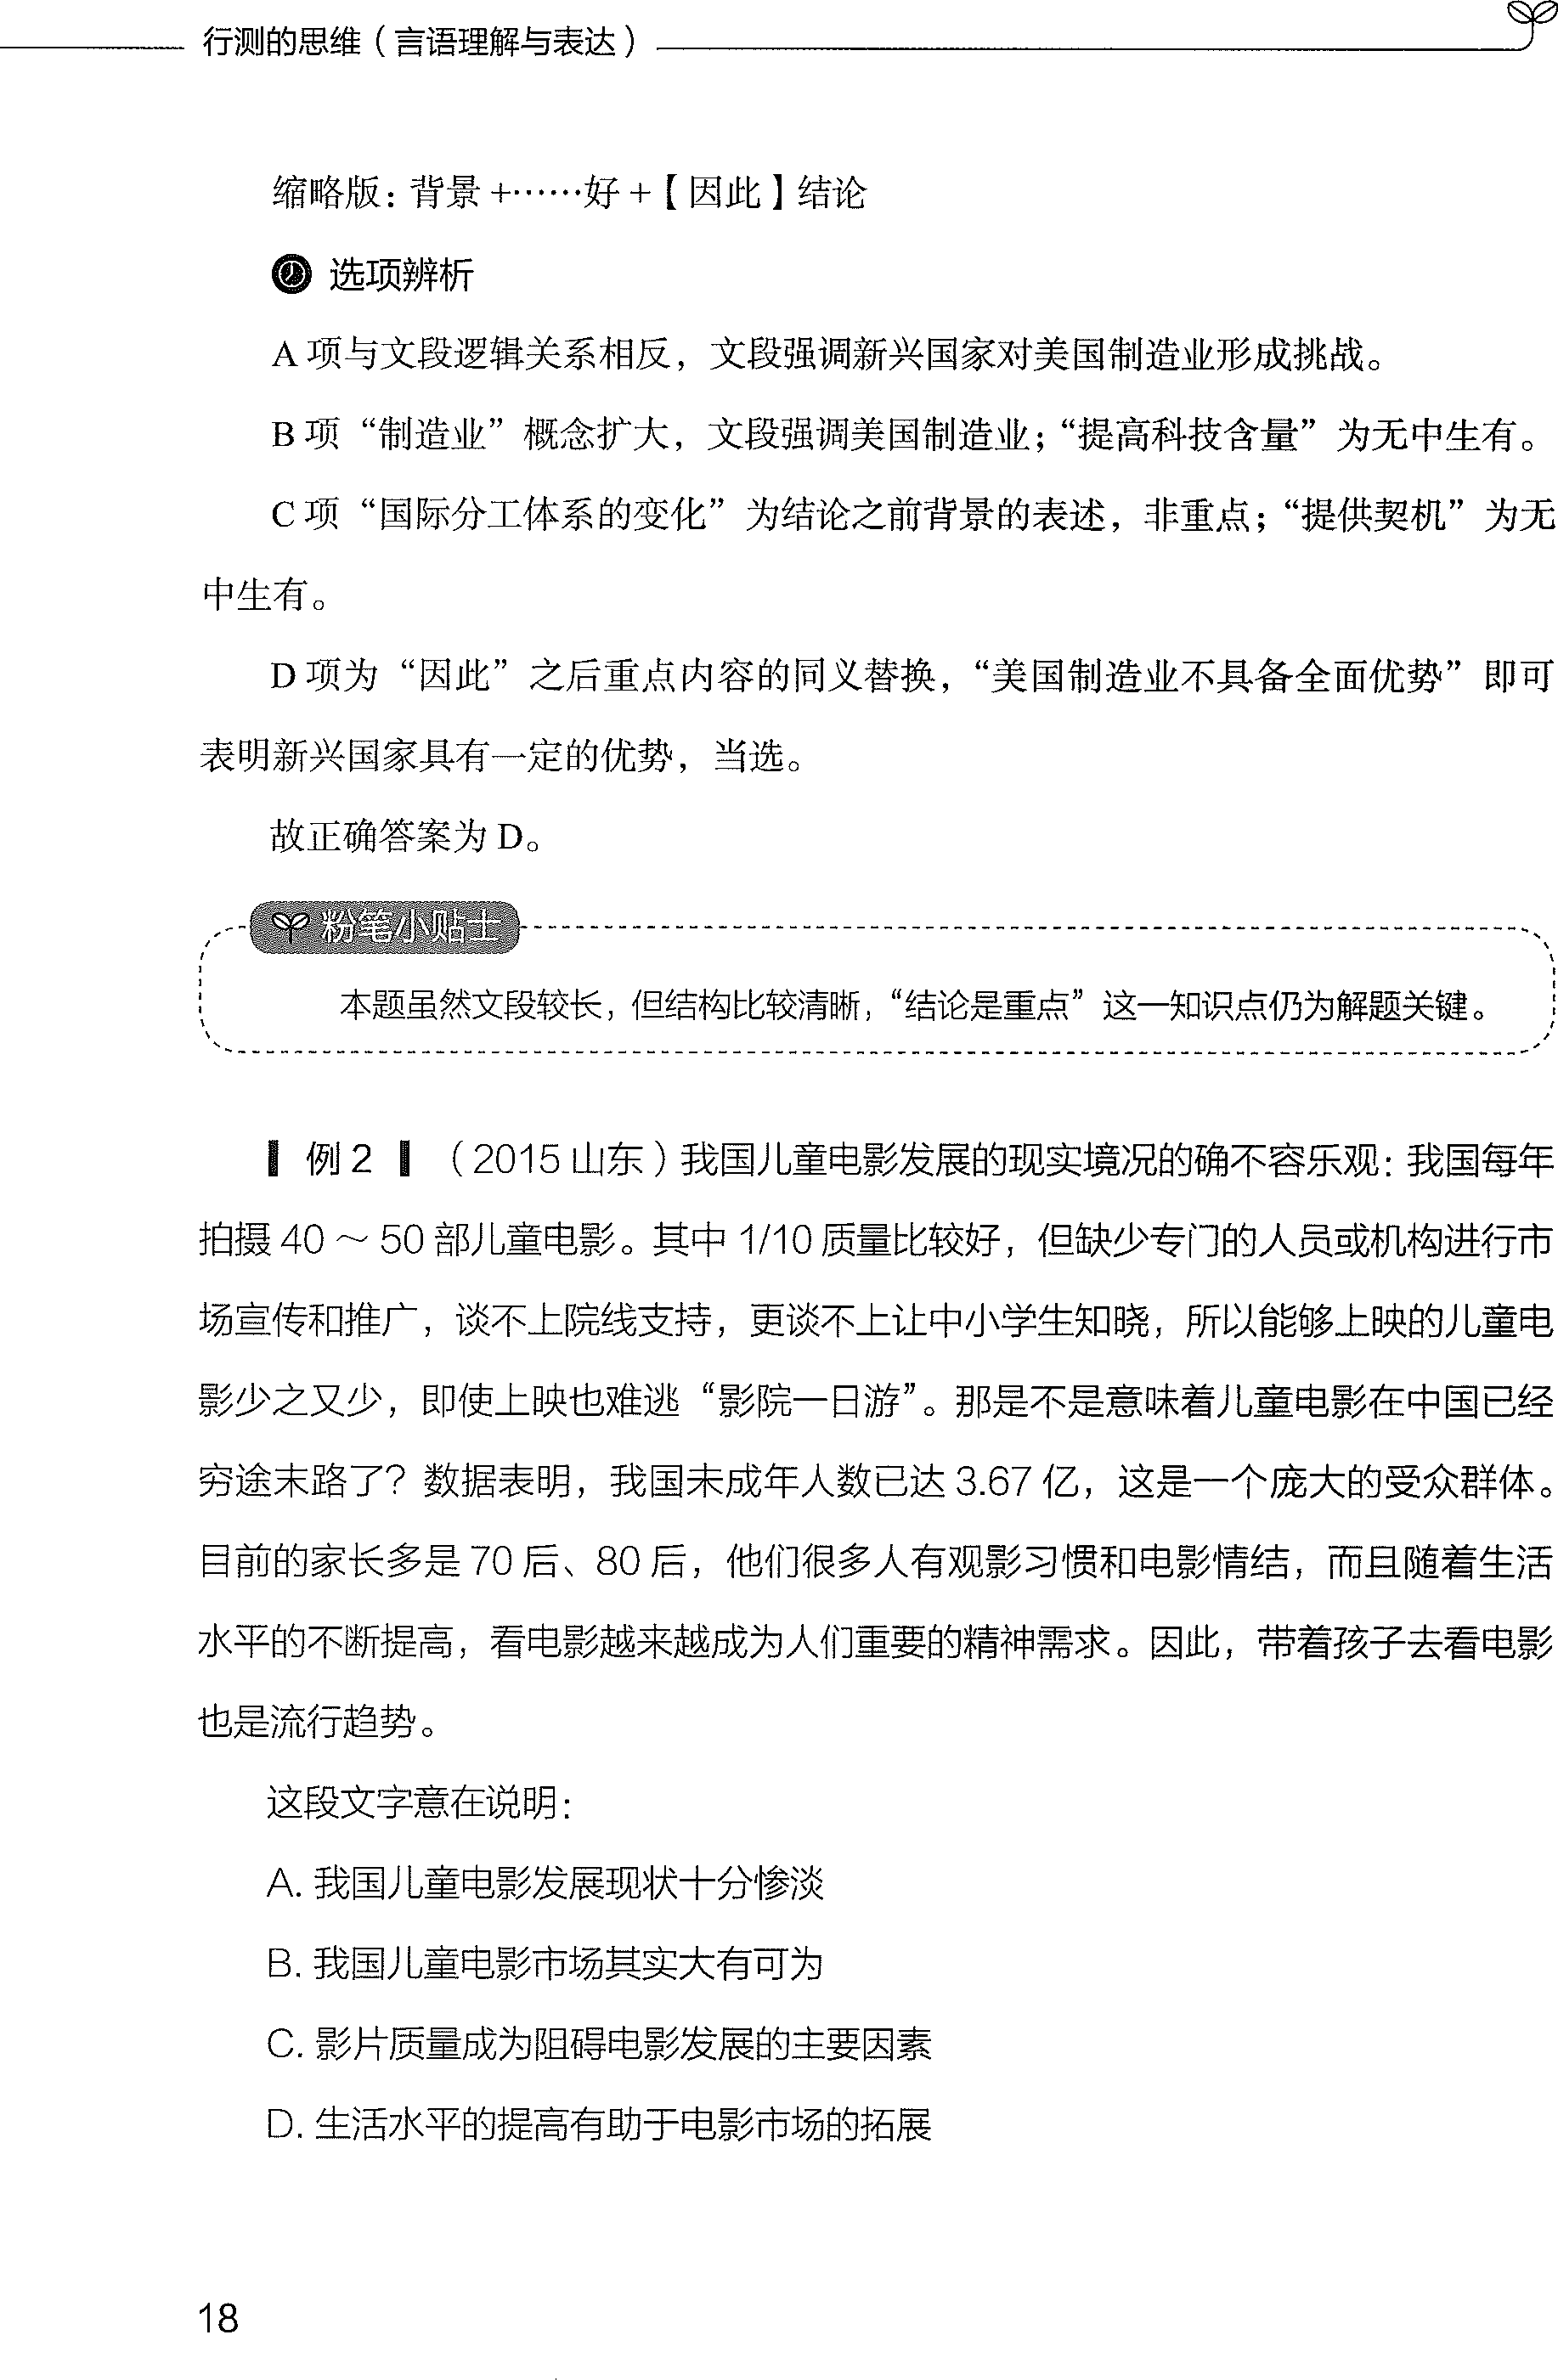 行测的思维（言语理解与表达）
缩略版：背景+······好+【因此】结论
选项辨析
A 项与文段逻辑关系相反，文段强调新兴国家对美国制造业形成挑战。
B 项“制造业”概念扩大，文段强调美国制造业；“提高科技含量”为无中生有。
C 项“国际分工体系的变化”为结论之前背景的表述，非重点；“提供契机”为无
中生有。
D 项为“因此”之后重点内容的同义替换，“美国制造业不具备全面优势”即可
表明新兴国家具有一定的优势，当选。
故正确答案为 D。
粉笔小贴士
本题虽然文段较长，但结构比较清晰，“结论是重点”这一知识点仍为解题关键。
例 2 （2015 山东）我国儿童电影发展的现实境况的确不容乐观：我国每年
拍摄 40～50 部儿童电影。其中 1/10 质量比较好，但缺少专门的人员或机构进行市
场宣传和推广，谈不上院线支持，更谈不上让中小学生知晓，所以能够上映的儿童电
影少之又少，即使上映也难逃“影院一日游”。那是不是意味着儿童电影在中国已经
穷途末路了？数据表明，我国未成年人数已达 3.67 亿，这是一个庞大的受众群体。
目前的家长多是 70 后、80 后，他们很多人有观影习惯和电影情结，而且随着生活
水平的不断提高，看电影越来越成为人们重要的精神需求。因此，带着孩子去看电影
也是流行趋势。
这段文字意在说明：
A. 我国儿童电影发展现状十分惨淡
B. 我国儿童电影市场其实大有可为
C. 影片质量成为阻碍电影发展的主要因素
D. 生活水平的提高有助于电影市场的拓展
18